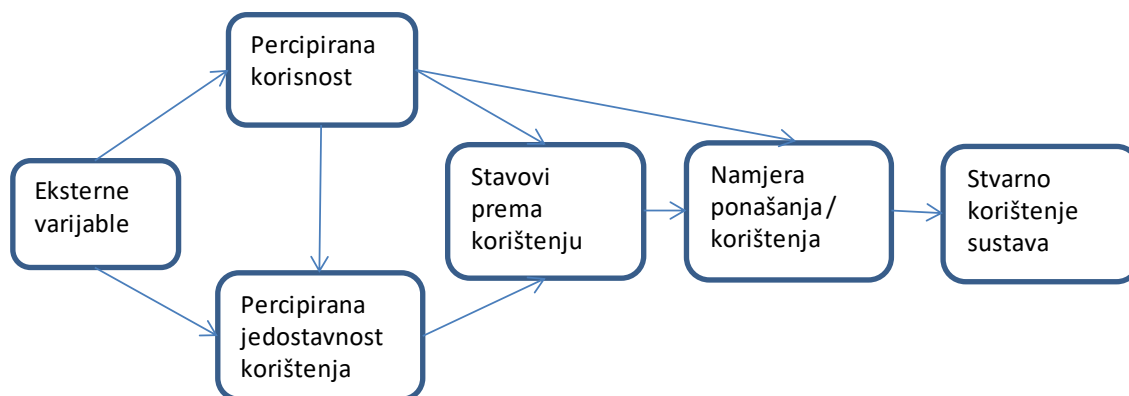 Percipirana
korisnost
Eksterne
varijable
Stavovi
prema
korištenju
Namjera
ponašanja/
korištenja
Stvarno
korištenje
sustava
Percipirana
jedostavnost
korištenja